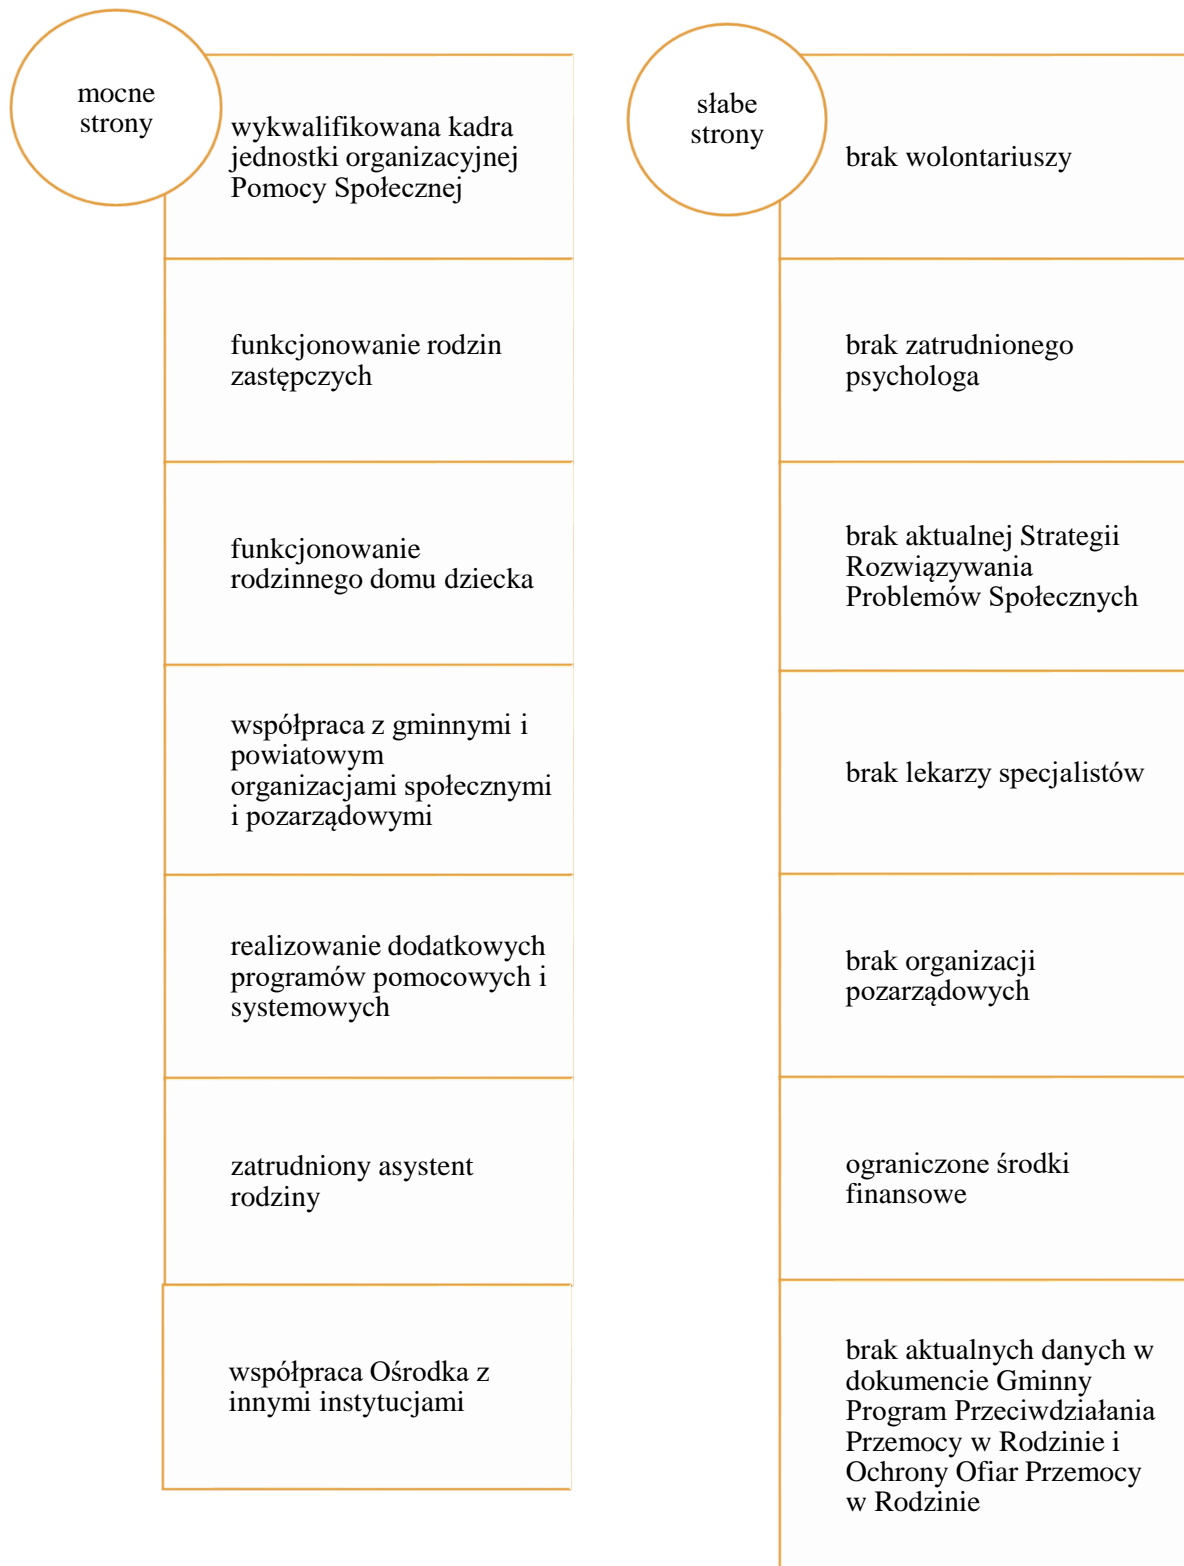 mocne
strony
wykwalifikowana kadra
jednostki organizacyjnej
Pomocy Społecznej
funkcjonowanie rodzin
zastępczych
funkcjonowanie
rodzinnego domu dziecka
współpraca z gminnymi i
powiatowym
organizacjami społecznymi
i pozarządowymi
realizowanie dodatkowych
programów pomocowych i
systemowych
zatrudniony asystent
rodziny
współpraca Ośrodka z
innymi instytucjami
słabe
strony
brak wolontariuszy
brak zatrudnionego
psychologa
brak aktualnej Strategii
Rozwiązywania
Problemów Społecznych
brak lekarzy specjalistów
brak organizacji
pozarządowych
ograniczone środki
finansowe
brak aktualnych danych w
dokumencie Gminny
Program Przeciwdziałania
Przemocy w Rodzinie i
Ochrony Ofiar Przemocy
w Rodzinie